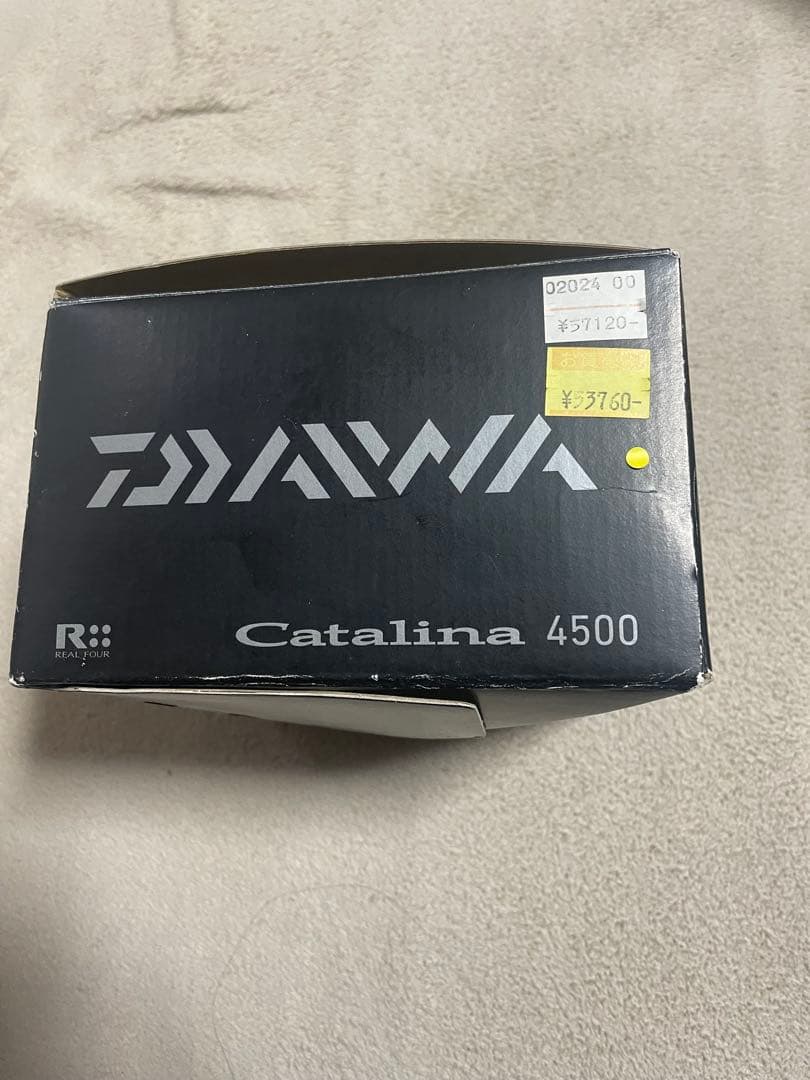 02024 00
¥57120-
¥53760-
DAIWA
R::
REAL FOUR
Catalina 4500